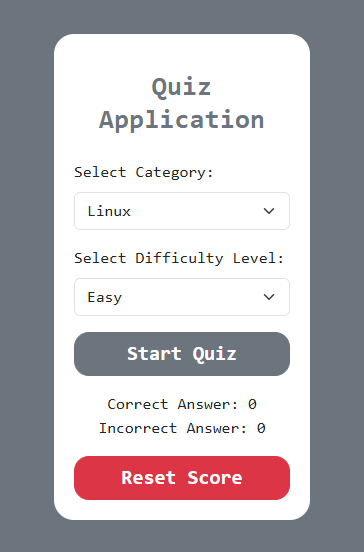 Quiz
Application
Select Category:
Linux
Select Difficulty Level:
Easy
Start Quiz
Correct Answer: 0
Incorrect Answer: 0
Reset Score